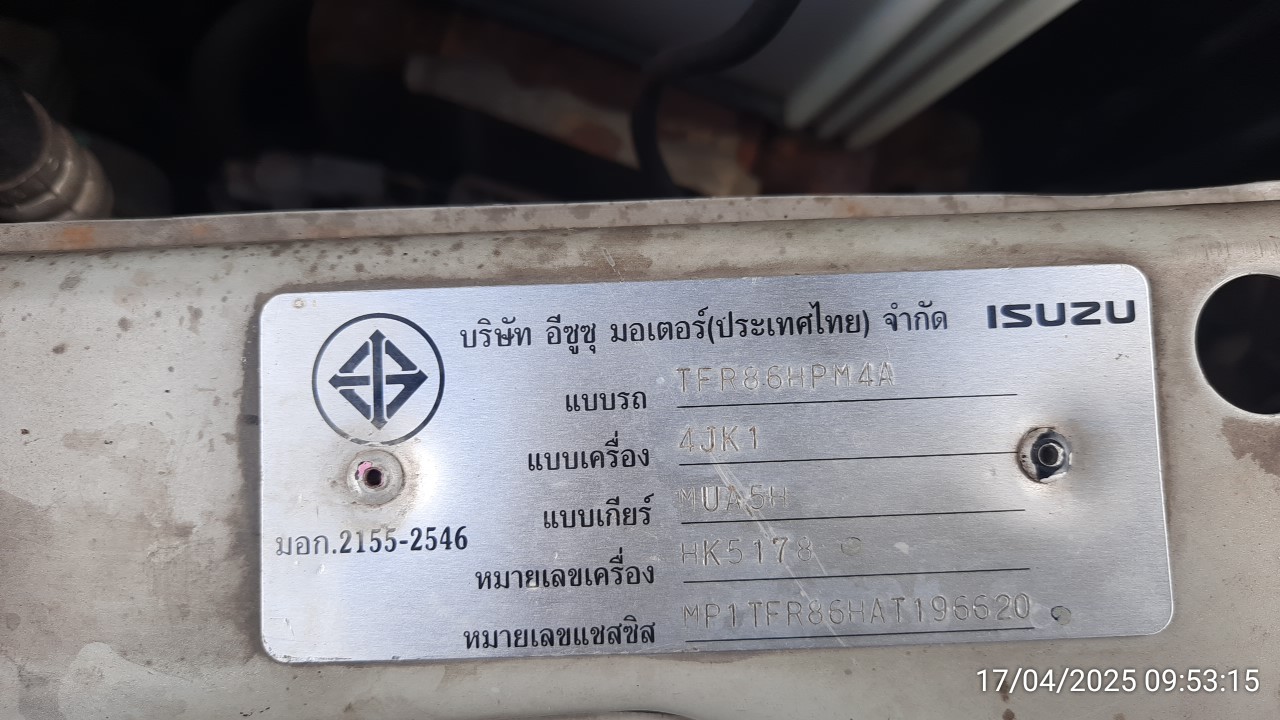 บริษัท อีซูซุ มอเตอร์(ประเทศไทย) จำกัด ISUZU
แบบรถ TFR86HPM4A
แบบเครื่อง 4JK1
แบบเกียร์ MUA5H
มอก.2155-2546
หมายเลขเครื่อง HK5178
หมายเลขแชสซิส MP1TFR86HAT196620
17/04/2025 09:53:15